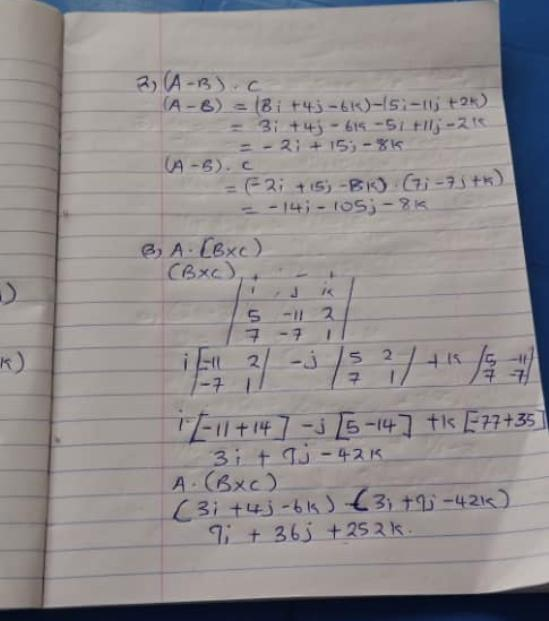 )
k)
2, (A-B) . C
(A-B) = (8i +4j -6k)-(5i-11j +2k)
= 3i +4j - 6k -5i +11j -2k
= - 2i + 15j - 8k
(A-B). C
= (-2i +15j -8k) . (7i -7j +k)
= -14i - 105j - 8k
3, A. (BxC)
(BxC) + - +
i j k
5 -11 2
7 -7 1
i |-11 2| -j |5 2| +k |5 -11|
-7 1 7 1 7 -7
i [-11 +14] -j [5 -14] +k [-77+35]
3i + 9j - 42k
A. (BxC)
(3i +4j -6k) - (3i +9j -42k)
9i + 36j + 252k.